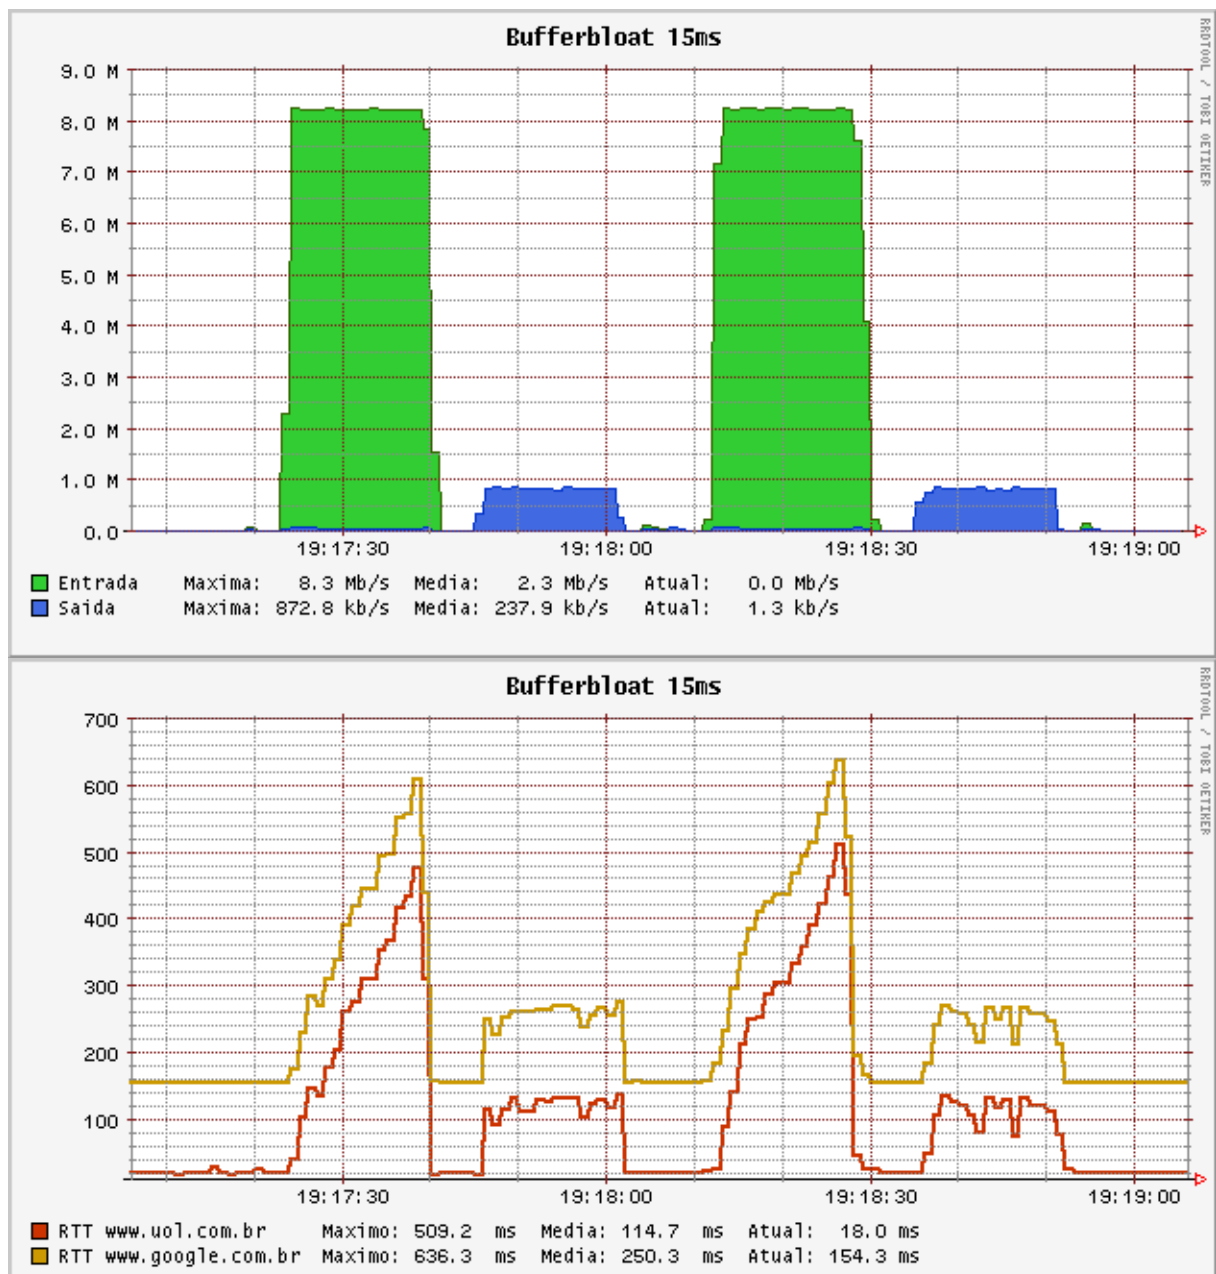 Bufferbloat 15ms
RRDTOOL / TOBI OETIKER
9.0 M
8.0 M
7.0 M
6.0 M
5.0 M
4.0 M
3.0 M
2.0 M
1.0 M
0.0
19:17:30 19:18:00 19:18:30 19:19:00
Entrada Maxima: 8.3 Mb/s Media: 2.3 Mb/s Atual: 0.0 Mb/s
Saida Maxima: 872.8 kb/s Media: 237.9 kb/s Atual: 1.3 kb/s
Bufferbloat 15ms
RRDTOOL / TOBI OETIKER
700
600
500
400
300
200
100
19:17:30 19:18:00 19:18:30 19:19:00
RTT www.uol.com.br Maximo: 509.2 ms Media: 114.7 ms Atual: 18.0 ms
RTT www.google.com.br Maximo: 636.3 ms Media: 250.3 ms Atual: 154.3 ms